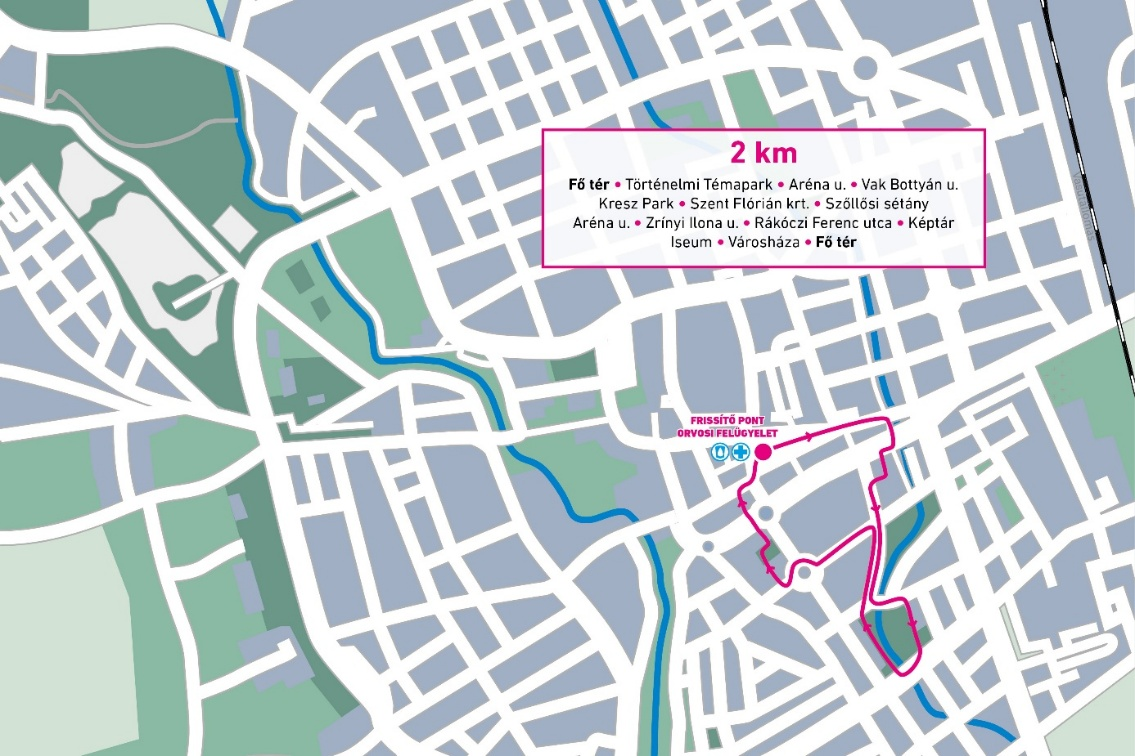 2 km
Fő tér • Történelmi Témapark • Aréna u. • Vak Bottyán u.
Kresz Park • Szent Flórián krt. • Szőllősi sétány
Aréna u. • Zrínyi Ilona u. • Rákóczi Ferenc utca • Képtár
Iseum • Városháza • Fő tér
FRISSÍTŐ PONT
ORVOSI FELÜGYELET